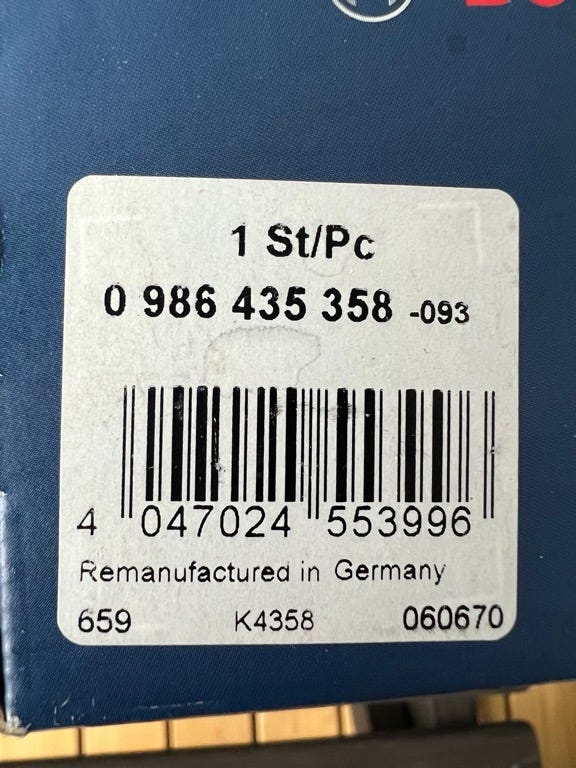 1 St/Pc
0 986 435 358 -093
4 047024 553996
Remanufactured in Germany
659 K4358 060670